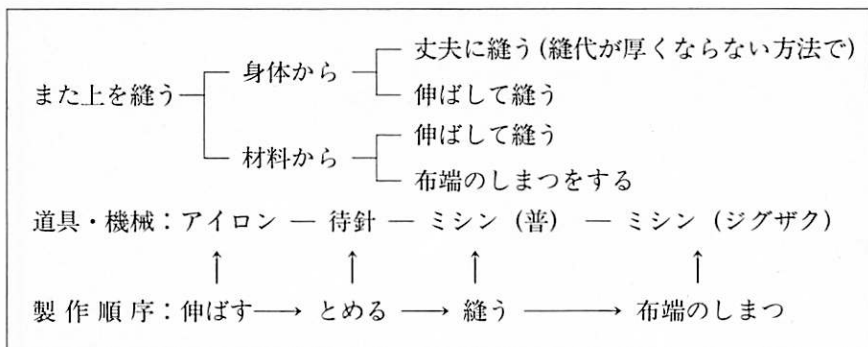 丈夫に縫う(縫代が厚くならない方法で)
身体から
また上を縫う
伸ばして縫う
伸ばして縫う
材料から
布端のしまつをする
道具・機械:アイロン — 待針 — ミシン(普) — ミシン(ジグザク)
↑ ↑ ↑ ↑
製作順序:伸ばす→ とめる → 縫う → 布端のしまつ